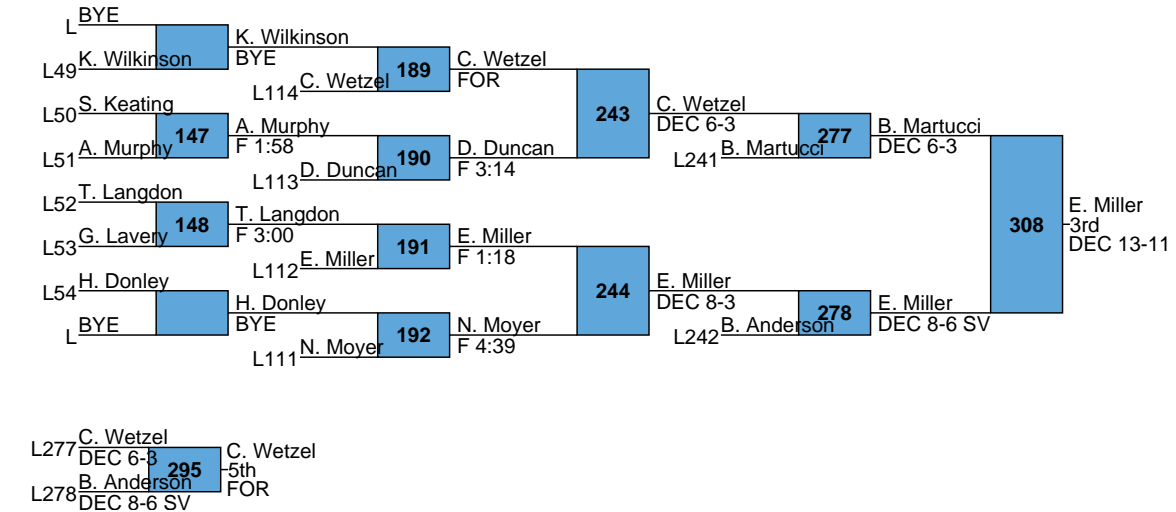 L BYE
L49 K. Wilkinson
K. Wilkinson
BYE
L114 C. Wetzel
189
C. Wetzel
FOR
L50 S. Keating
L51 A. Murphy
147
A. Murphy
F 1:58
L113 D. Duncan
190
D. Duncan
F 3:14
243
C. Wetzel
DEC 6-3
L241 B. Martucci
277
B. Martucci
DEC 6-3
L52 T. Langdon
L53 G. Lavery
148
T. Langdon
F 3:00
L112 E. Miller
191
E. Miller
F 1:18
L54 H. Donley
L BYE
H. Donley
BYE
L111 N. Moyer
192
N. Moyer
F 4:39
244
E. Miller
DEC 8-3
L242 B. Anderson
278
E. Miller
DEC 8-6 SV
308
E. Miller
3rd
DEC 13-11
L277 C. Wetzel
DEC 6-3
L278 B. Anderson
DEC 8-6 SV
295
C. Wetzel
5th
FOR